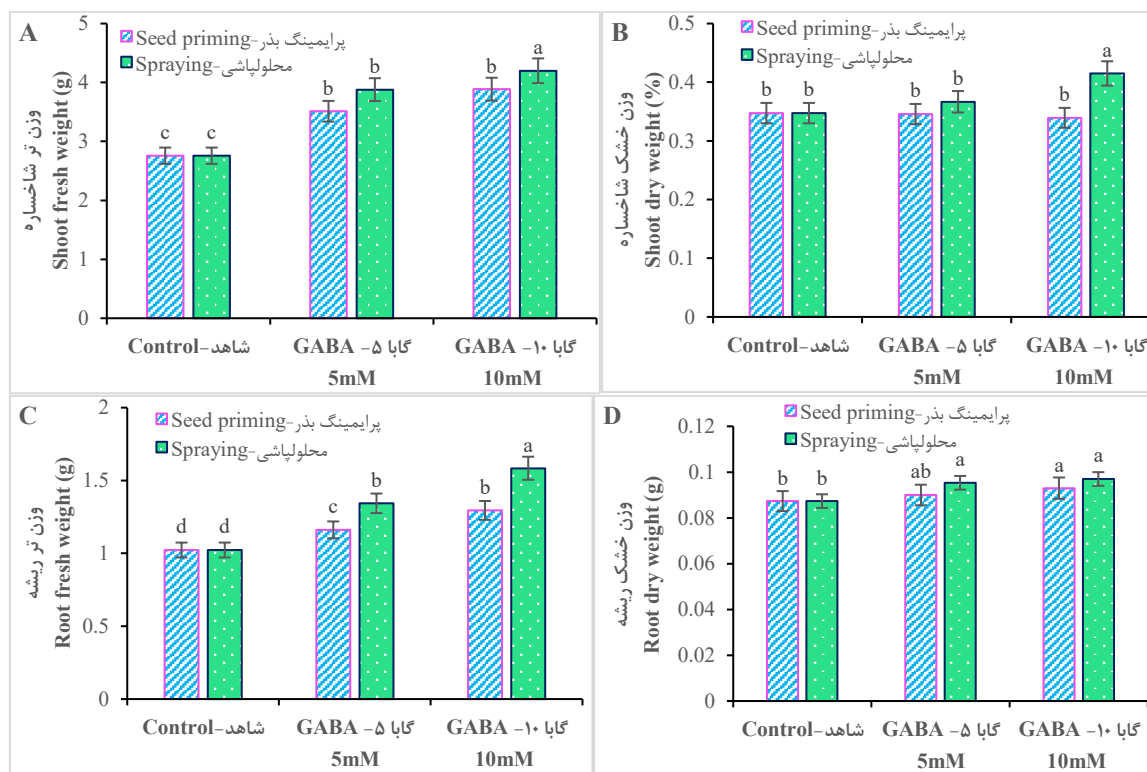 A
Seed priming-پرایمینگ بذر
Spraying-محلولپاشی
وزن تر شاخساره
Shoot fresh weight (g)
5
4
3
2
1
0
c
c
b
b
b
a
Control-شاهد
GABA -گابا ۵
5mM
GABA -گابا ۱۰
10mM
B
Seed priming-پرایمینگ بذر
Spraying-محلولپاشی
وزن خشک شاخساره
Shoot dry weight (%)
0.5
0.4
0.3
0.2
0.1
0
b
b
b
b
b
a
Control-شاهد
GABA -گابا ۵
5mM
GABA -گابا ۱۰
10mM
C
Seed priming-پرایمینگ بذر
Spraying-محلولپاشی
وزن تر ریشه
Root fresh weight (g)
2
1.5
1
0.5
0
d
d
c
b
b
a
Control-شاهد
GABA -گابا ۵
5mM
GABA -گابا ۱۰
10mM
D
Seed priming-پرایمینگ بذر
Spraying-محلولپاشی
وزن خشک ریشه
Root dry weight (g)
0.12
0.1
0.08
0.06
0.04
0.02
0
b
b
ab
a
a
a
Control-شاهد
GABA -گابا ۵
5mM
GABA -گابا ۱۰
10mM